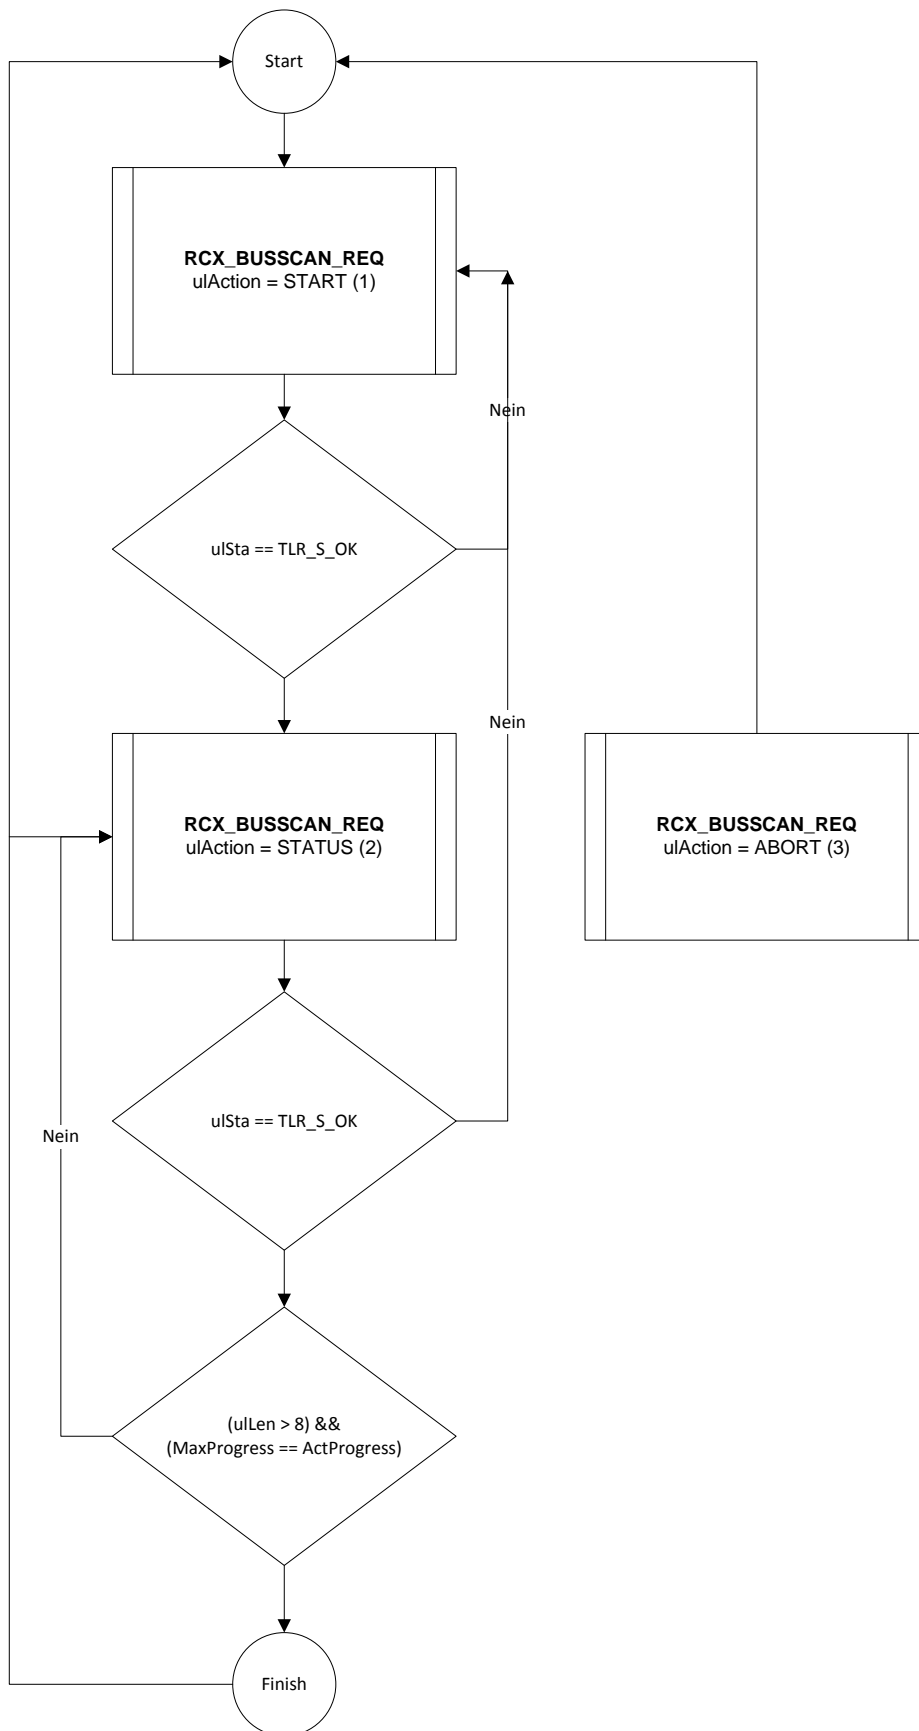 Start
RCX_BUSSCAN_REQ
ulAction = START (1)
Nein
ulSta == TLR_S_OK
Nein
RCX_BUSSCAN_REQ
ulAction = STATUS (2)
RCX_BUSSCAN_REQ
ulAction = ABORT (3)
ulSta == TLR_S_OK
Nein
(ulLen > 8) &&
(MaxProgress == ActProgress)
Finish